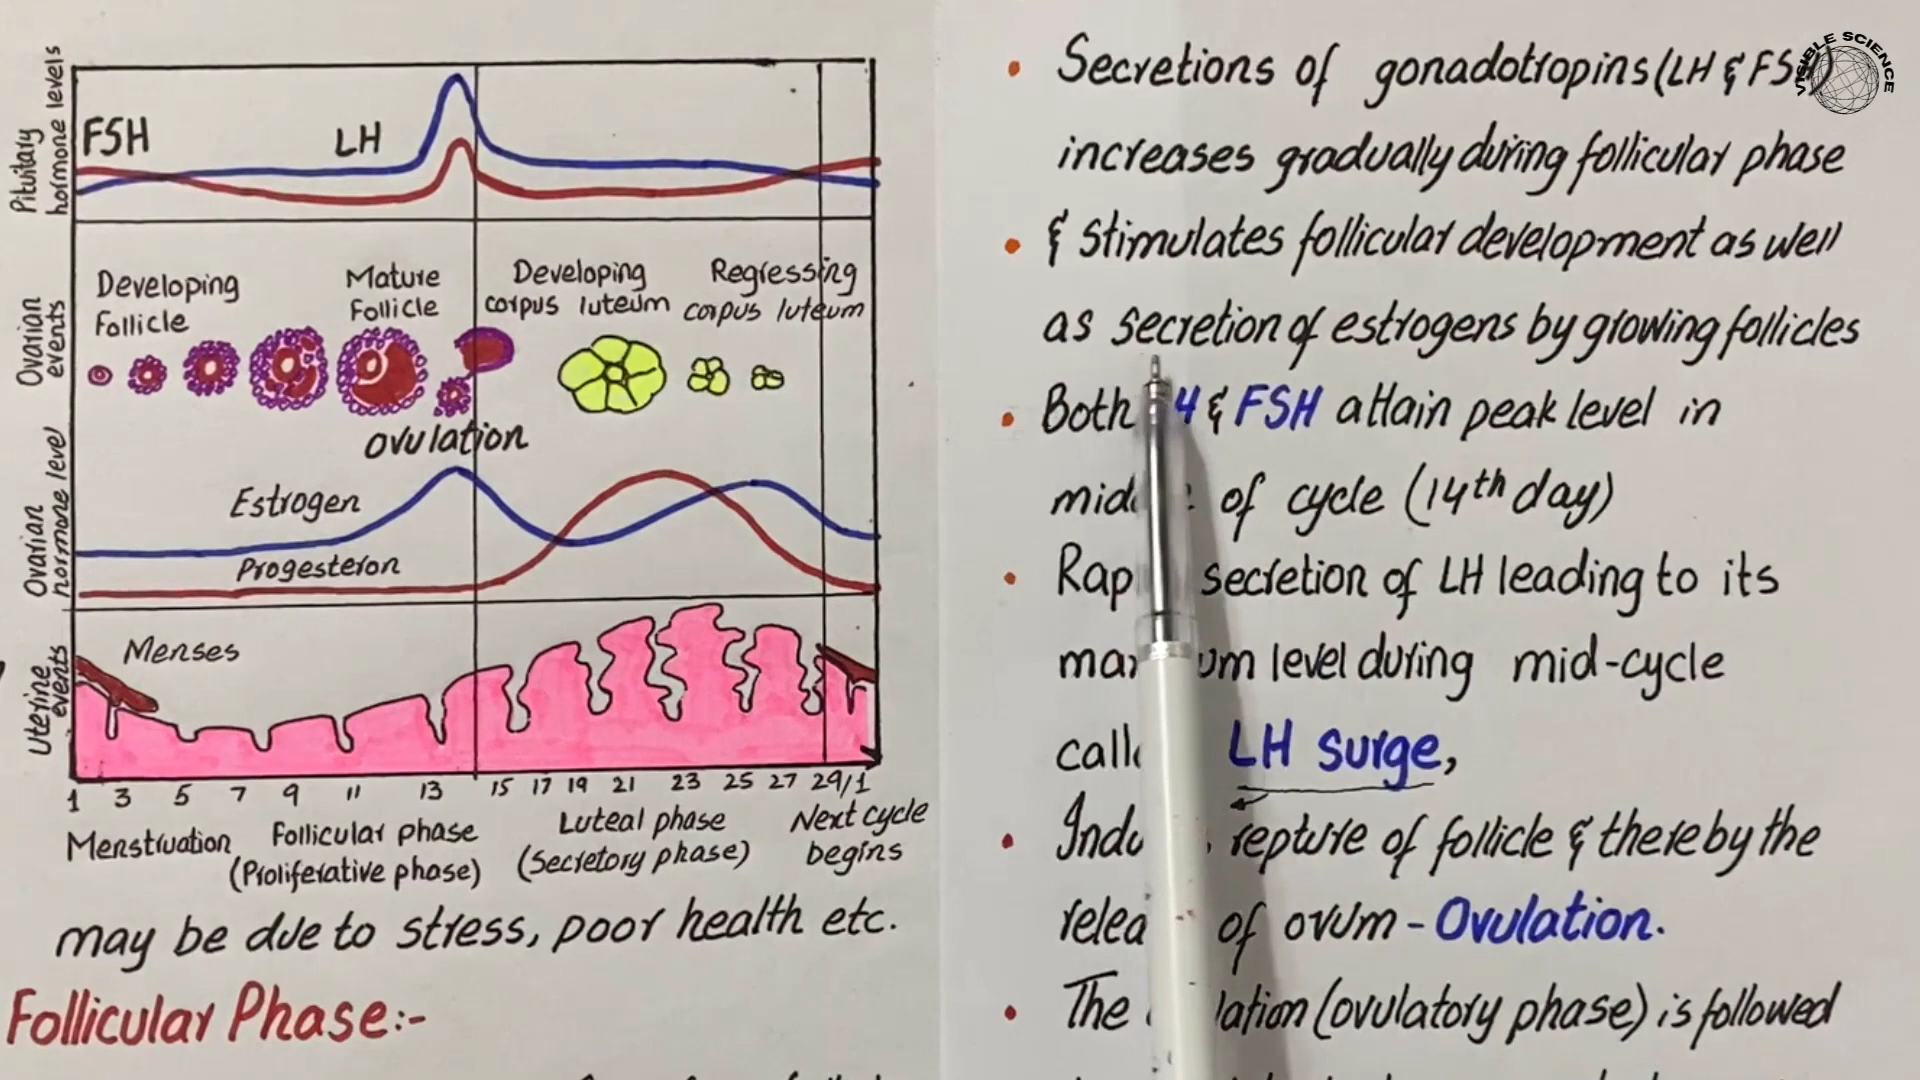 Pituitary
hormone levels
FSH
LH
Ovarian
events
Developing
Follicle
Mature
Follicle
Developing
corpus luteum
Regressing
corpus luteum
ovulation
Ovarian
hormone level
Estrogen
Progesteron
Uterine
events
Menses
1 3 5 7 9 11 13 15 17 19 21 23 25 27 29/1
Menstruation
Follicular phase
(Proliferative phase)
Luteal phase
(Secretory phase)
Next cycle
begins
may be due to stress, poor health etc.
Follicular Phase:-
• Secretions of gonadotropins (LH & FSH)
increases gradually during follicular phase
• & stimulates follicular development as well
as secretion of estrogens by growing follicles
• Both & FSH attain peak level in
of cycle (14th day)
• secretion of LH leading to its
level during mid-cycle
LH surge,
• repture of follicle & thereby the
of ovum - Ovulation.
• The (ovulatory phase) is followed
VISIBLE SCIENCE